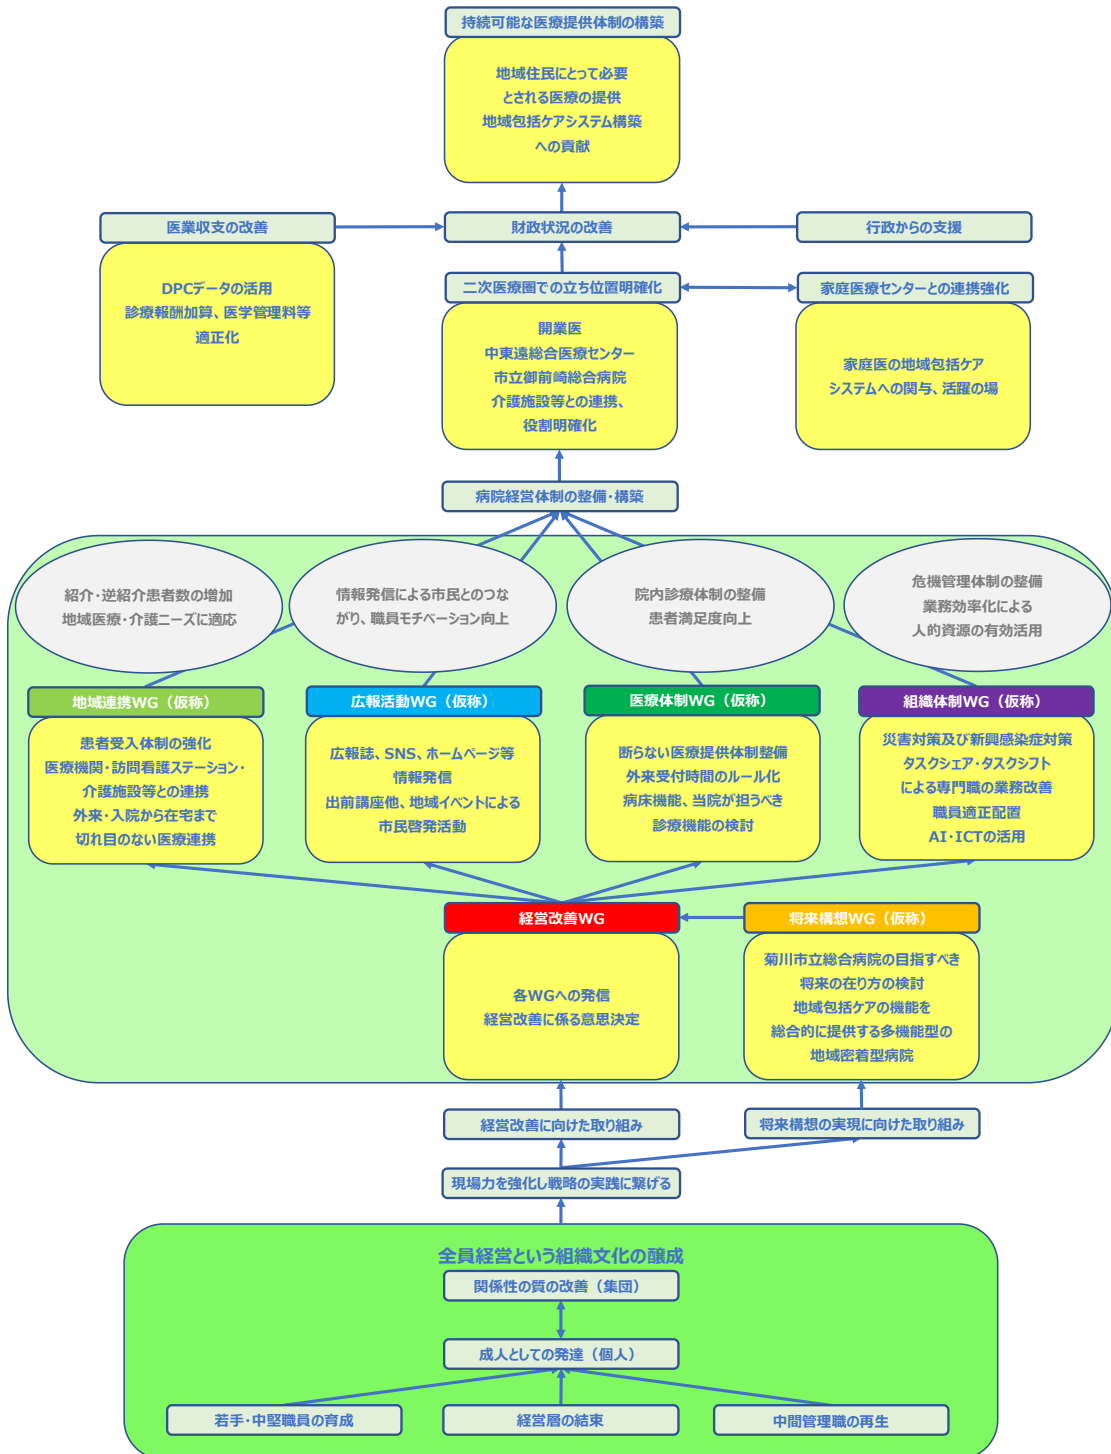 持続可能な医療提供体制の構築
地域住民にとって必要
とされる医療の提供
地域包括ケアシステム構築
への貢献
医業収支の改善
財政状況の改善
行政からの支援
DPCデータの活用
診療報酬加算、医学管理料等
適正化
二次医療圏での立ち位置明確化
家庭医療センターとの連携強化
開業医
中東遠総合医療センター
市立御前崎総合病院
介護施設等との連携、
役割明確化
家庭医の地域包括ケア
システムへの関与、活躍の場
病院経営体制の整備・構築
紹介・逆紹介患者数の増加
地域医療・介護ニーズに適応
情報発信による市民とのつな
がり、職員モチベーション向上
院内診療体制の整備
患者満足度向上
危機管理体制の整備
業務効率化による
人的資源の有効活用
地域連携WG（仮称）
患者受入体制の強化
医療機関・訪問看護ステーション・
介護施設等との連携
外来・入院から在宅まで
切れ目のない医療連携
広報活動WG（仮称）
広報誌、SNS、ホームページ等
情報発信
出前講座他、地域イベントによる
市民啓発活動
医療体制WG（仮称）
断らない医療提供体制整備
外来受付時間のルール化
病床機能、当院が担うべき
診療機能の検討
組織体制WG（仮称）
災害対策及び新興感染症対策
タスクシェア・タスクシフト
による専門職の業務改善
職員適正配置
AI・ICTの活用
経営改善WG
各WGへの発信
経営改善に係る意思決定
将来構想WG（仮称）
菊川市立総合病院の目指すべき
将来の在り方の検討
地域包括ケアの機能を
総合的に提供する多機能型の
地域密着型病院
経営改善に向けた取り組み
将来構想の実現に向けた取り組み
現場力を強化し戦略の実践に繋げる
全員経営という組織文化の醸成
関係性の質の改善（集団）
成人としての発達（個人）
若手・中堅職員の育成
経営層の結束
中間管理職の再生